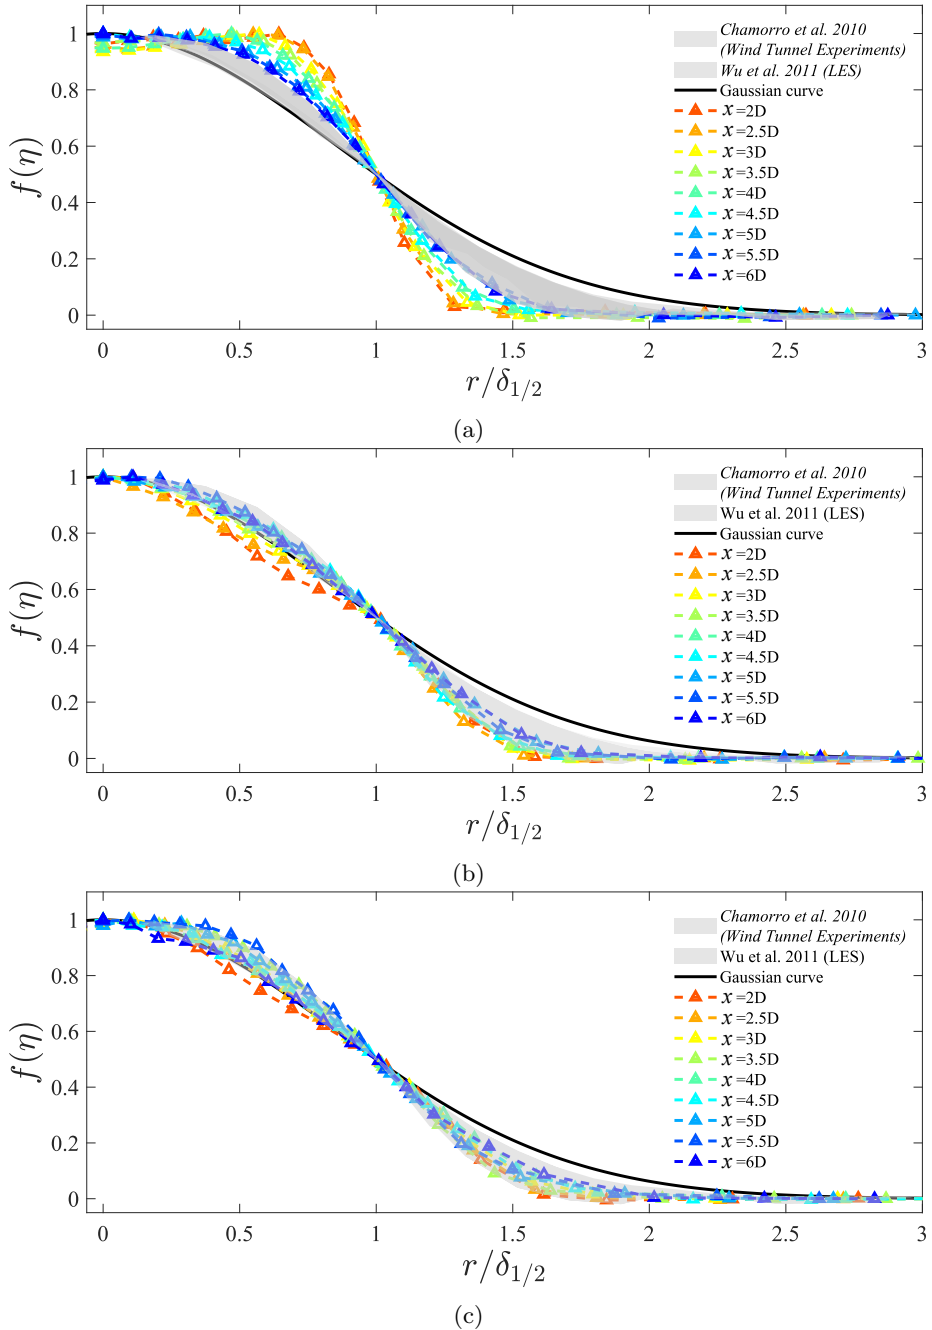 1
0.8
0.6
0.4
0.2
0
f(η)
0
0.5
1
1.5
2
2.5
3
r/δ1/2
Chamorro et al. 2010
(Wind Tunnel Experiments)
Wu et al. 2011 (LES)
Gaussian curve
x=2D
x=2.5D
x=3D
x=3.5D
x=4D
x=4.5D
x=5D
x=5.5D
x=6D
(a)
1
0.8
0.6
0.4
0.2
0
f(η)
0
0.5
1
1.5
2
2.5
3
r/δ1/2
Chamorro et al. 2010
(Wind Tunnel Experiments)
Wu et al. 2011 (LES)
Gaussian curve
x=2D
x=2.5D
x=3D
x=3.5D
x=4D
x=4.5D
x=5D
x=5.5D
x=6D
(b)
1
0.8
0.6
0.4
0.2
0
f(η)
0
0.5
1
1.5
2
2.5
3
r/δ1/2
Chamorro et al. 2010
(Wind Tunnel Experiments)
Wu et al. 2011 (LES)
Gaussian curve
x=2D
x=2.5D
x=3D
x=3.5D
x=4D
x=4.5D
x=5D
x=5.5D
x=6D
(c)